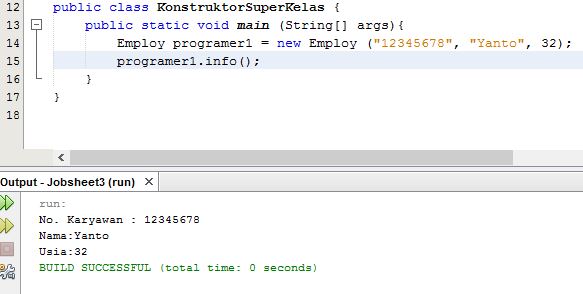 12 public class KonstruktorSuperKelas {
13 public static void main (String[] args){
14 Employ programer1 = new Employ ("12345678", "Yanto", 32);
15 programer1.info();
16 }
17 }
18
Output - Jobsheet3 (run) ×
run:
No. Karyawan : 12345678
Nama:Yanto
Usia:32
BUILD SUCCESSFUL (total time: 0 seconds)